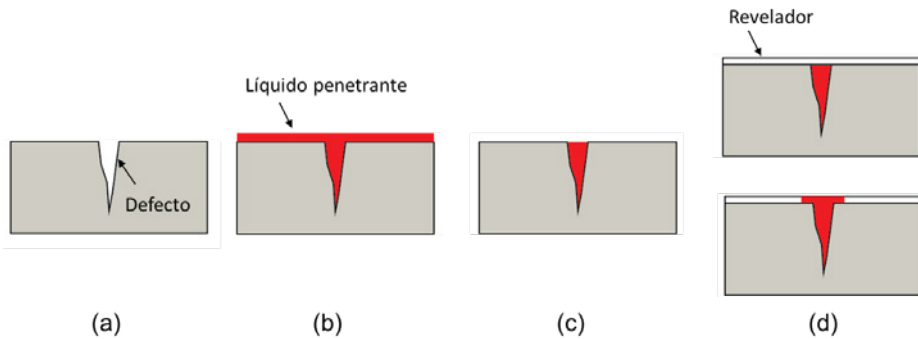 Revelador
Líquido penetrante
Defecto
(a)
(b)
(c)
(d)